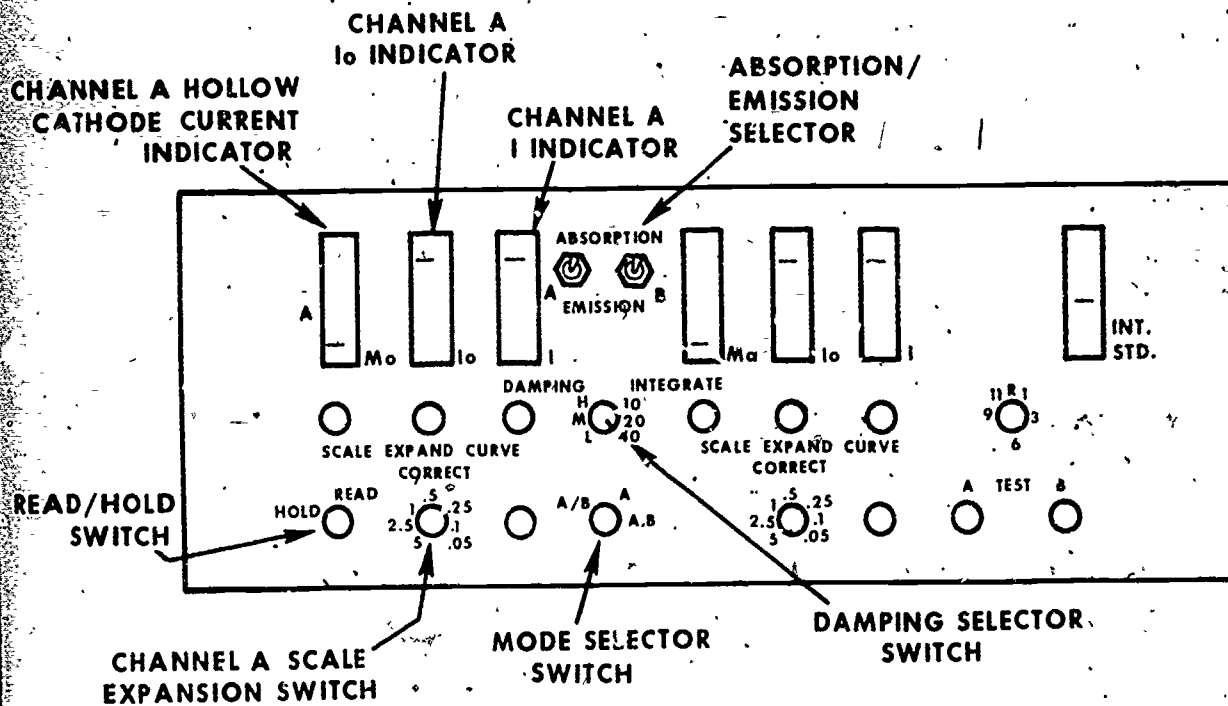 CHANNEL A
Io INDICATOR
CHANNEL A HOLLOW
CATHODE CURRENT
INDICATOR
CHANNEL A
I INDICATOR
ABSORPTION/
EMISSION
SELECTOR
ABSORPTION
A
B
EMISSION
A
Mo
Io
I
Ma
Io
I
INT.
STD.
DAMPING
INTEGRATE
H
10
M
20
L
40
11 R 1
9 3
6
SCALE EXPAND CURVE
CORRECT
SCALE EXPAND CURVE
CORRECT
READ/HOLD
SWITCH
HOLD
READ
.5
1 .25
2.5 .1
5 .05
A
A/B
A,B
.5
1 .25
2.5 .1
5 .05
A TEST B
CHANNEL A SCALE
EXPANSION SWITCH
MODE SELECTOR
SWITCH
DAMPING SELECTOR
SWITCH